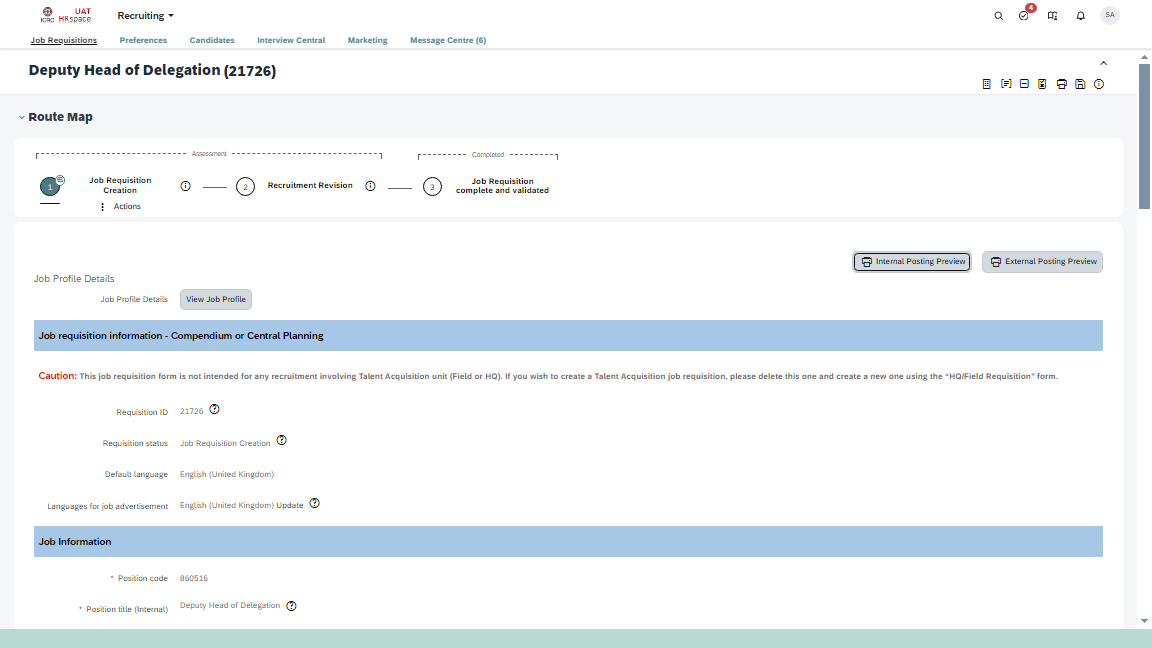 ICRC
UAT
HRspace
Recruiting
4
SA
Job Requisitions
Preferences
Candidates
Interview Central
Marketing
Message Centre (6)
Deputy Head of Delegation (21726)
Route Map
Assessment
Completed
1
Job Requisition
Creation
2
Recruitment Revision
3
Job Requisition
complete and validated
Actions
Internal Posting Preview
External Posting Preview
Job Profile Details
Job Profile Details
View Job Profile
Job requisition information - Compendium or Central Planning
Caution: This job requisition form is not intended for any recruitment involving Talent Acquisition unit (Field or HQ). If you wish to create a Talent Acquisition job requisition, please delete this one and create a new one using the “HQ/Field Requisition” form.
Requisition ID 21726
Requisition status Job Requisition Creation
Default language English (United Kingdom)
Languages for job advertisement English (United Kingdom) Update
Job Information
* Position code 860516
* Position title (Internal) Deputy Head of Delegation